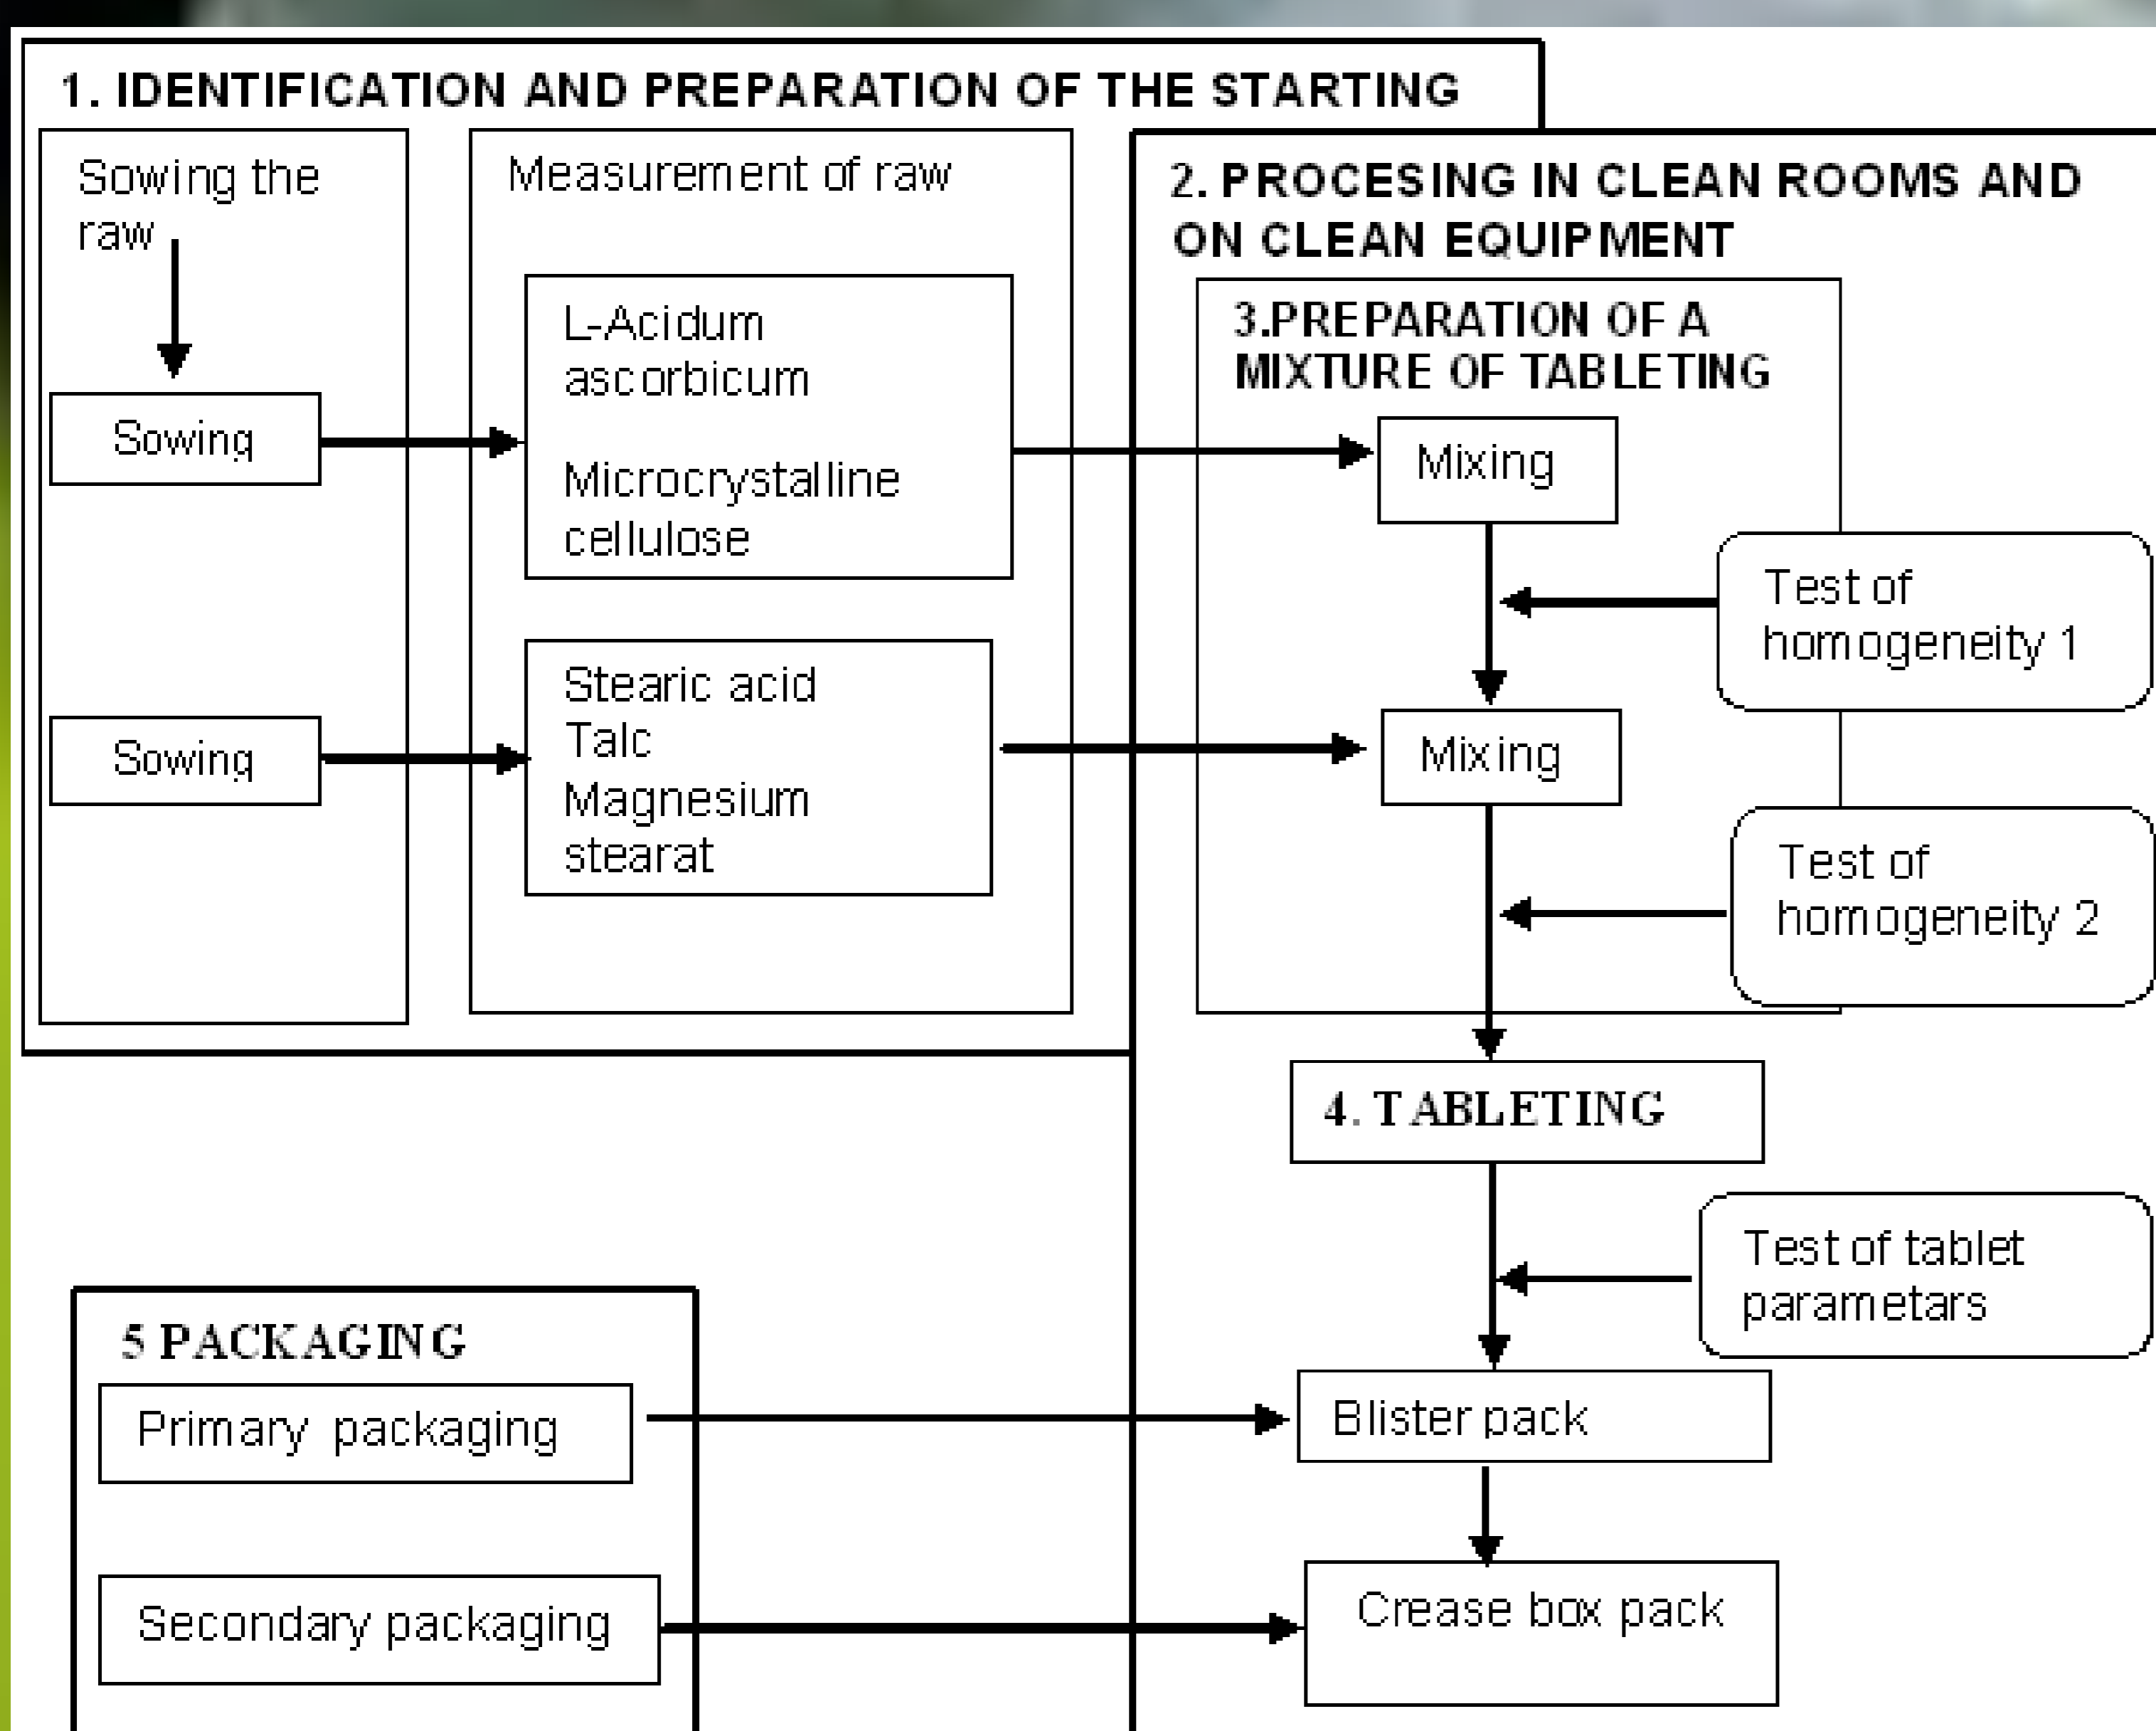 1. IDENTIFICATION AND PREPARATION OF THE STARTING
Sowing the
raw
Sowing
Sowing
Measurement of raw
L-Acidum
ascorbicum
Microcrystalline
cellulose
Stearic acid
Talc
Magnesium
stearat
2. PROCESING IN CLEAN ROOMS AND
ON CLEAN EQUIPMENT
3.PREPARATION OF A
MIXTURE OF TABLETING
Mixing
Test of
homogeneity 1
Mixing
Test of
homogeneity 2
4. TABLETING
Test of tablet
parametars
5 PACKAGING
Primary packaging
Blister pack
Secondary packaging
Crease box pack